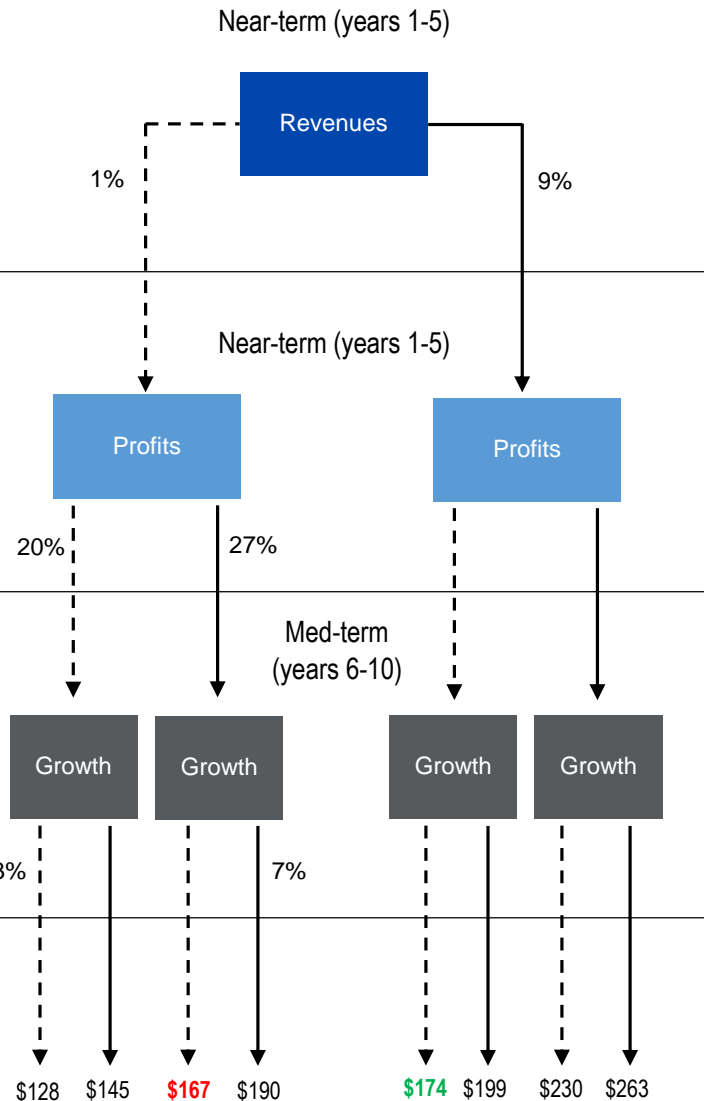 Near-term (years 1-5)
Revenues
1%
9%
Near-term (years 1-5)
Profits
Profits
20%
27%
Med-term
(years 6-10)
Growth
Growth
Growth
Growth
7%
$128
$145
$167
$190
$174
$199
$230
$263